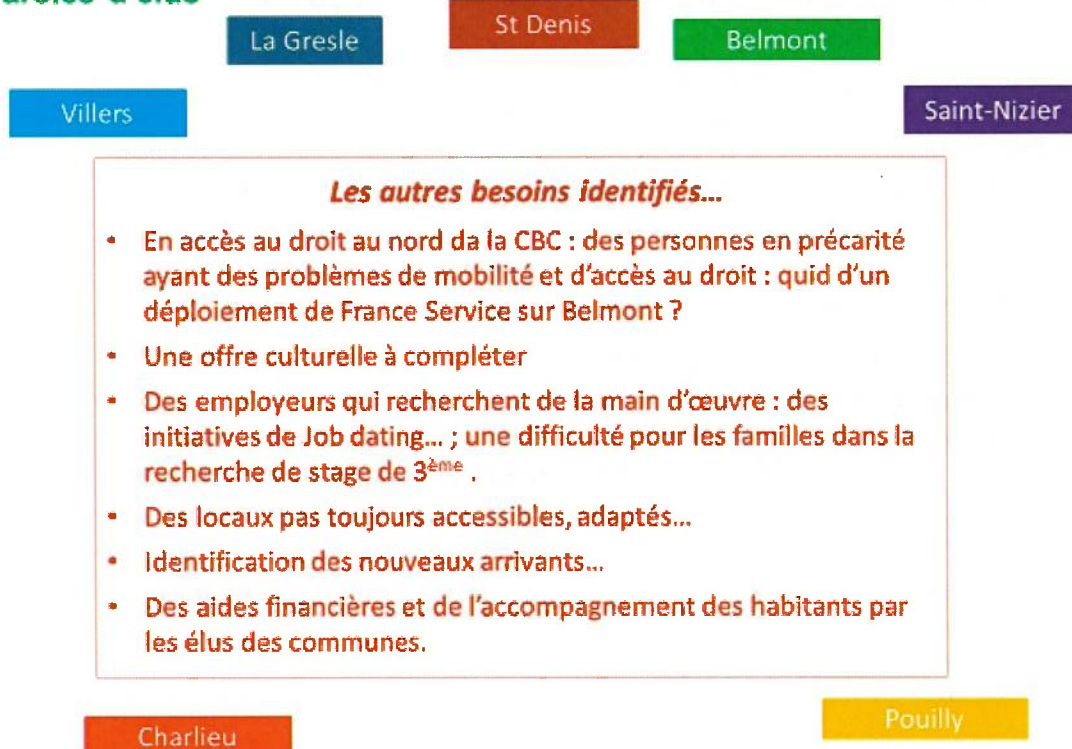 St Denis
La Gresle
Belmont
Villers
Saint-Nizier
Les autres besoins identifiés...
• En accès au droit au nord da la CBC : des personnes en précarité
ayant des problèmes de mobilité et d'accès au droit : quid d'un
déploiement de France Service sur Belmont ?
• Une offre culturelle à compléter
• Des employeurs qui recherchent de la main d'œuvre : des
initiatives de Job dating... ; une difficulté pour les familles dans la
recherche de stage de 3ème .
• Des locaux pas toujours accessibles, adaptés...
• Identification des nouveaux arrivants...
• Des aides financières et de l'accompagnement des habitants par
les élus des communes.
Pouilly
Charlieu